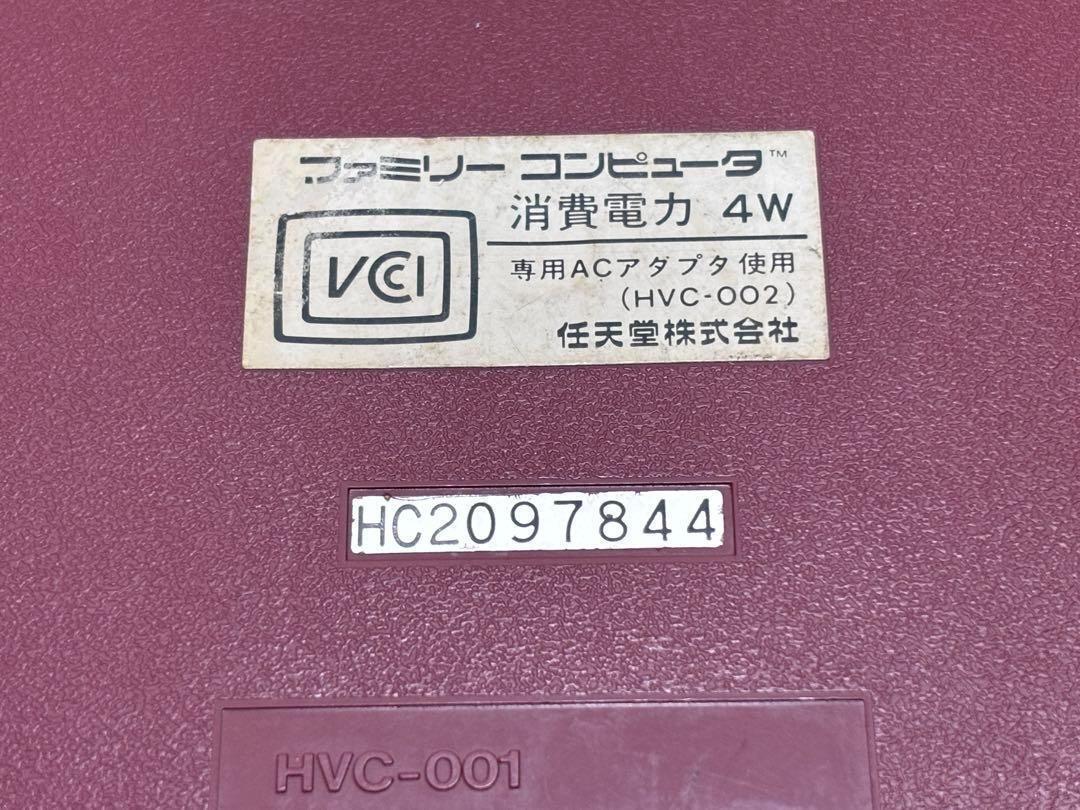 ファミリー コンピュータ™
消費電力 4W
VCCI
専用ACアダプタ使用
(HVC-002)
任天堂株式会社
HC2097844
HVC-001